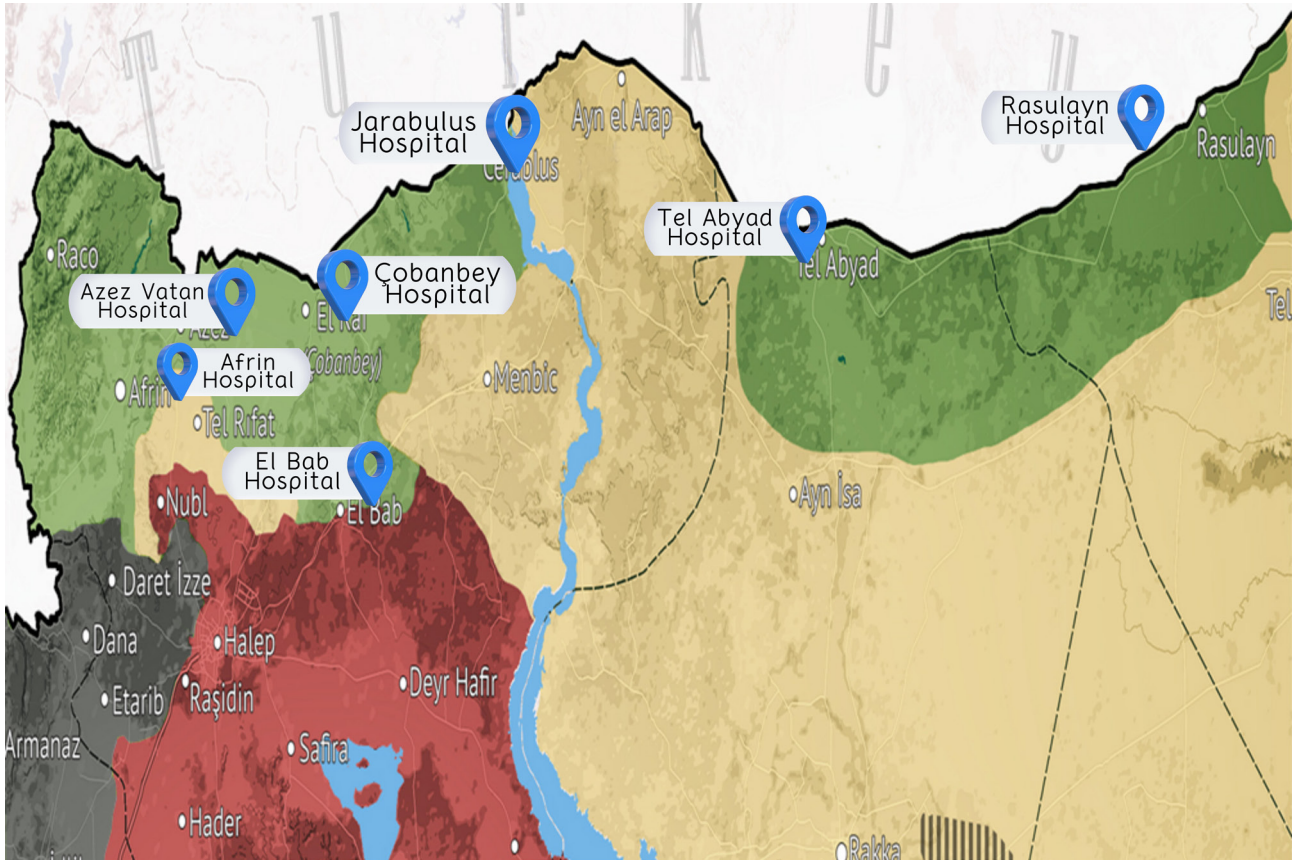 Turkey
Jarabulus
Hospital
Cerablus
Ayn el Arap
Rasulayn
Hospital
Rasulayn
Raco
Tel Abyad
Hospital
Tel Abyad
Azez Vatan
Hospital
Azez
Çobanbey
Hospital
El Rai
(Çobanbey)
Tel
Afrin
Hospital
Afrin
Menbic
Tel Rıfat
El Bab
Hospital
El Bab
Nubl
Ayn İsa
Daret İzze
Dana
Halep
Etarib
Raşidin
Deyr Hafir
Armanaz
Safira
Hader
Rakka